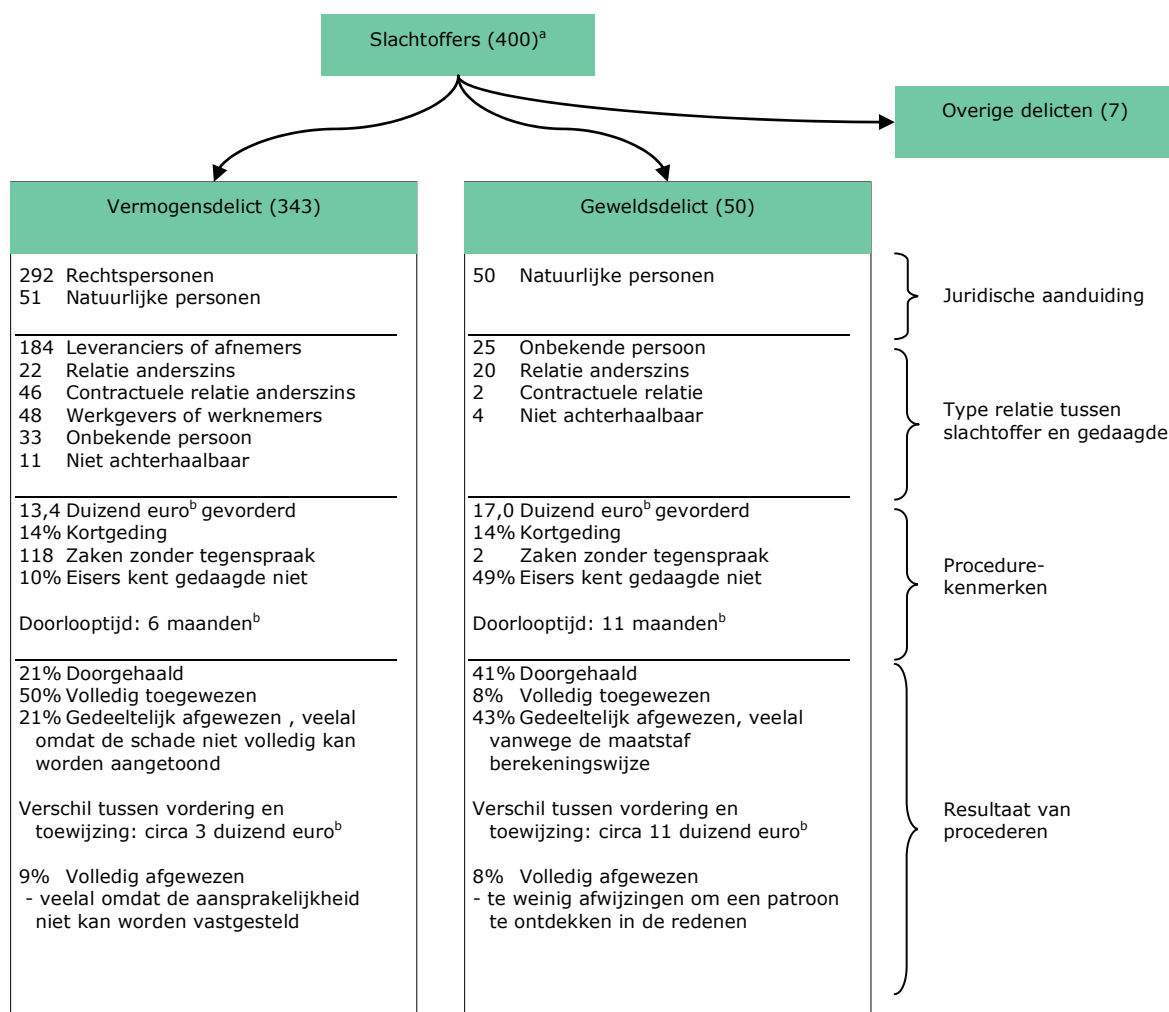 Slachtoffers (400)a
Overige delicten (7)
Vermogensdelict (343)
292 Rechtspersonen
51 Natuurlijke personen
184 Leveranciers of afnemers
22 Relatie anderszins
46 Contractuele relatie anderszins
48 Werkgevers of werknemers
33 Onbekende persoon
11 Niet achterhaalbaar
13,4 Duizend eurob gevorderd
14% Kortgeding
118 Zaken zonder tegenspraak
10% Eisers kent gedaagde niet
Doorlooptijd: 6 maandenb
21% Doorgehaald
50% Volledig toegewezen
21% Gedeeltelijk afgewezen , veelal
omdat de schade niet volledig kan
worden aangetoond
Verschil tussen vordering en
toewijzing: circa 3 duizend eurob
9% Volledig afgewezen
- veelal omdat de aansprakelijkheid
niet kan worden vastgesteld
Geweldsdelict (50)
50 Natuurlijke personen
25 Onbekende persoon
20 Relatie anderszins
2 Contractuele relatie
4 Niet achterhaalbaar
17,0 Duizend eurob gevorderd
14% Kortgeding
2 Zaken zonder tegenspraak
49% Eisers kent gedaagde niet
Doorlooptijd: 11 maandenb
41% Doorgehaald
8% Volledig toegewezen
43% Gedeeltelijk afgewezen, veelal
vanwege de maatstaf
berekeningswijze
Verschil tussen vordering en
toewijzing: circa 11 duizend eurob
8% Volledig afgewezen
- te weinig afwijzingen om een patroon
te ontdekken in de redenen
Juridische aanduiding
Type relatie tussen
slachtoffer en gedaagde
Procedure-
kenmerken
Resultaat van
procederen